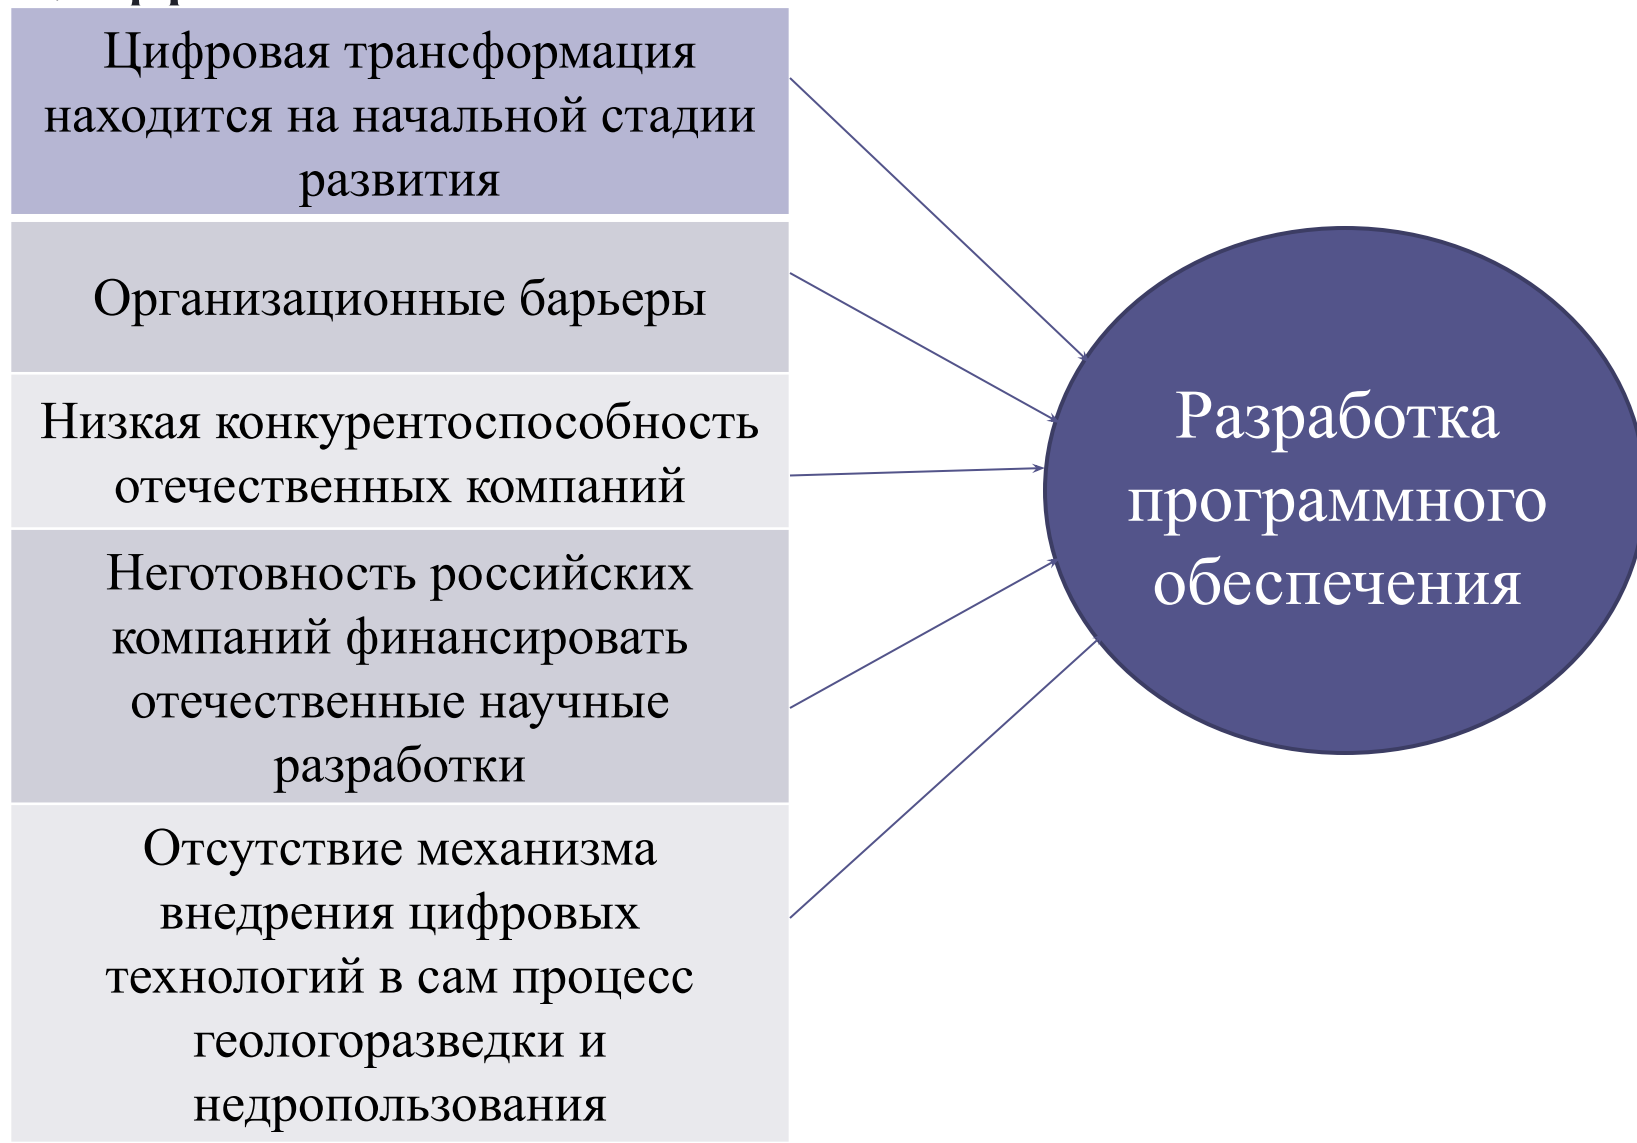 Цифровая трансформация
находится на начальной стадии
развития
Организационные барьеры
Низкая конкурентоспособность
отечественных компаний
Неготовность российских
компаний финансировать
отечественные научные
разработки
Отсутствие механизма
внедрения цифровых
технологий в сам процесс
геологоразведки и
недропользования
Разработка
программного
обеспечения